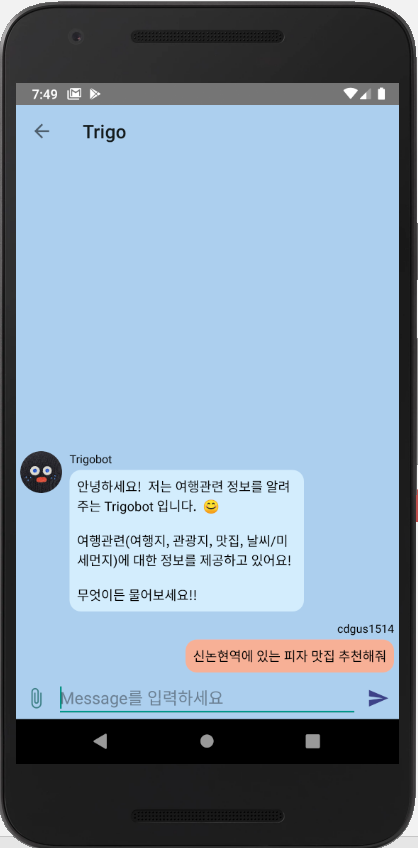 7:49
Trigo
Trigobot
안녕하세요! 저는 여행관련 정보를 알려
주는 Trigobot 입니다. 😊
여행관련(여행지, 관광지, 맛집, 날씨/미
세먼지)에 대한 정보를 제공하고 있어요!
무엇이든 물어보세요!!
cdgus1514
신논현역에 있는 피자 맛집 추천해줘
Message를 입력하세요